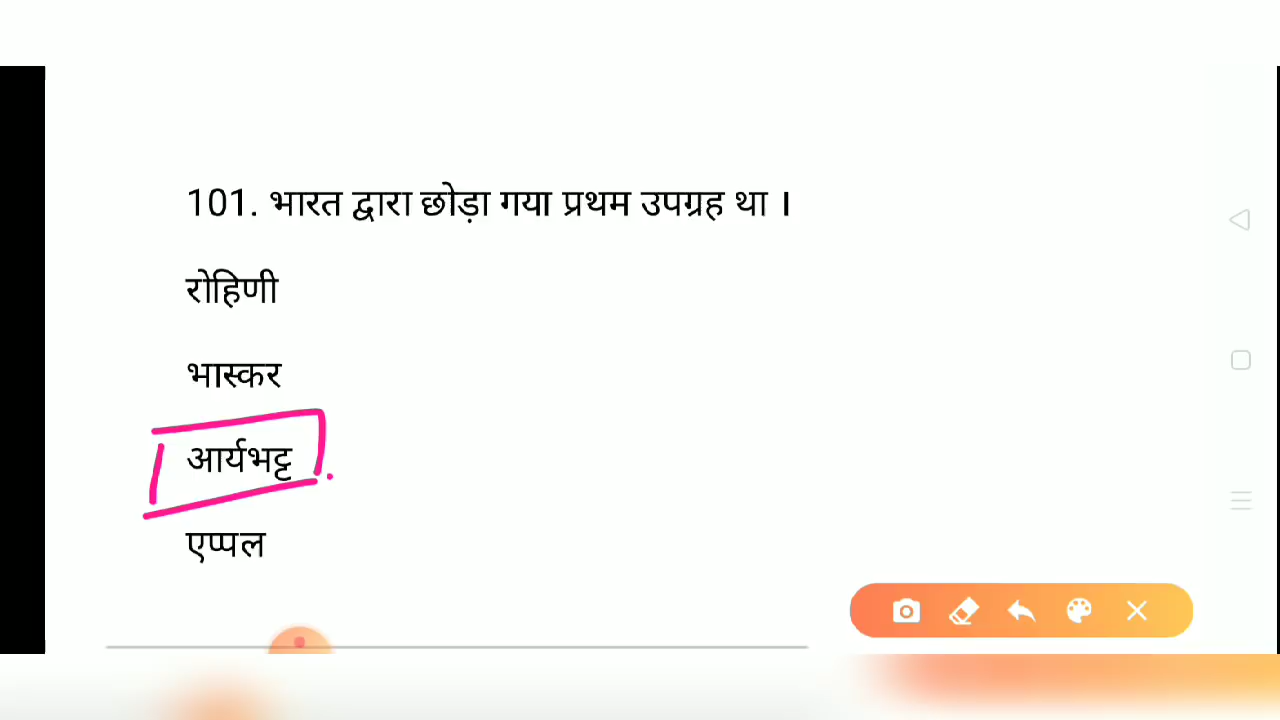 101. भारत द्वारा छोड़ा गया प्रथम उपग्रह था ।
रोहिणी
भास्कर
आर्यभट्ट
एप्पल